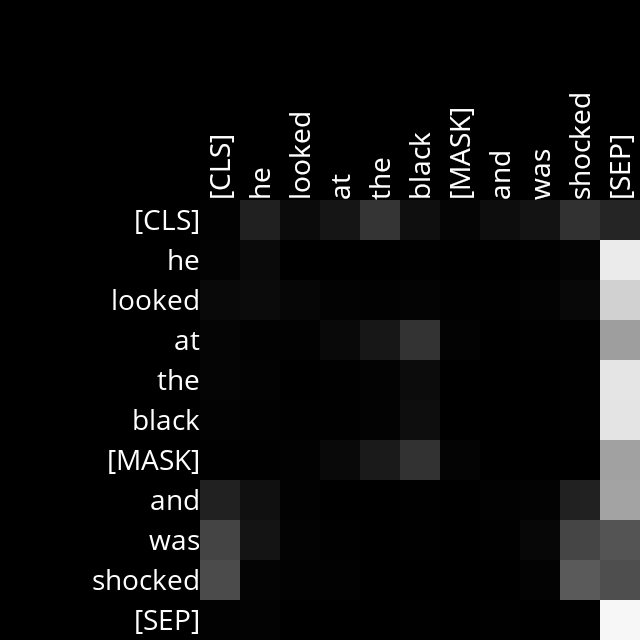 [CLS] he looked at the black [MASK] and was shocked [SEP]
[CLS]
he
looked
at
the
black
[MASK]
and
was
shocked
[SEP]